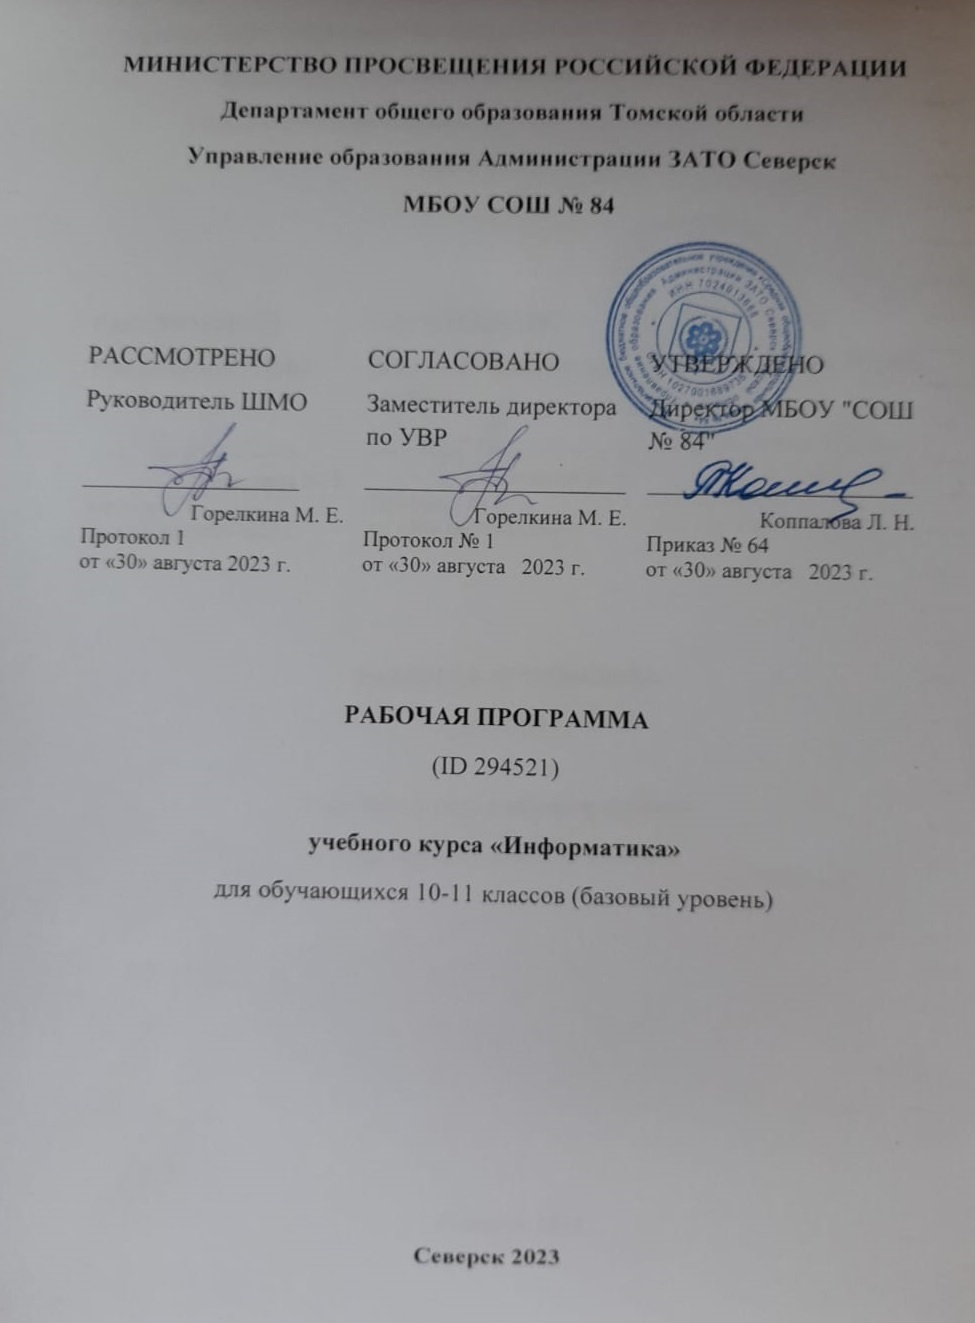 МИНИСТЕРСТВО ПРОСВЕЩЕНИЯ РОССИЙСКОЙ ФЕДЕРАЦИИ
Департамент общего образования Томской области
Управление образования Администрации ЗАТО Северск
МБОУ СОШ № 84
РАССМОТРЕНО
Руководитель ШМО
Горелкина М. Е.
Протокол 1
от «30» августа 2023 г.
СОГЛАСОВАНО
Заместитель директора
по УВР
Горелкина М. Е.
Протокол № 1
от «30» августа 2023 г.
УТВЕРЖДЕНО
Директор МБОУ "СОШ
№ 84"
Коппалова Л. Н.
Приказ № 64
от «30» августа 2023 г.
РАБОЧАЯ ПРОГРАММА
(ID 294521)
учебного курса «Информатика»
для обучающихся 10-11 классов (базовый уровень)
Северск 2023